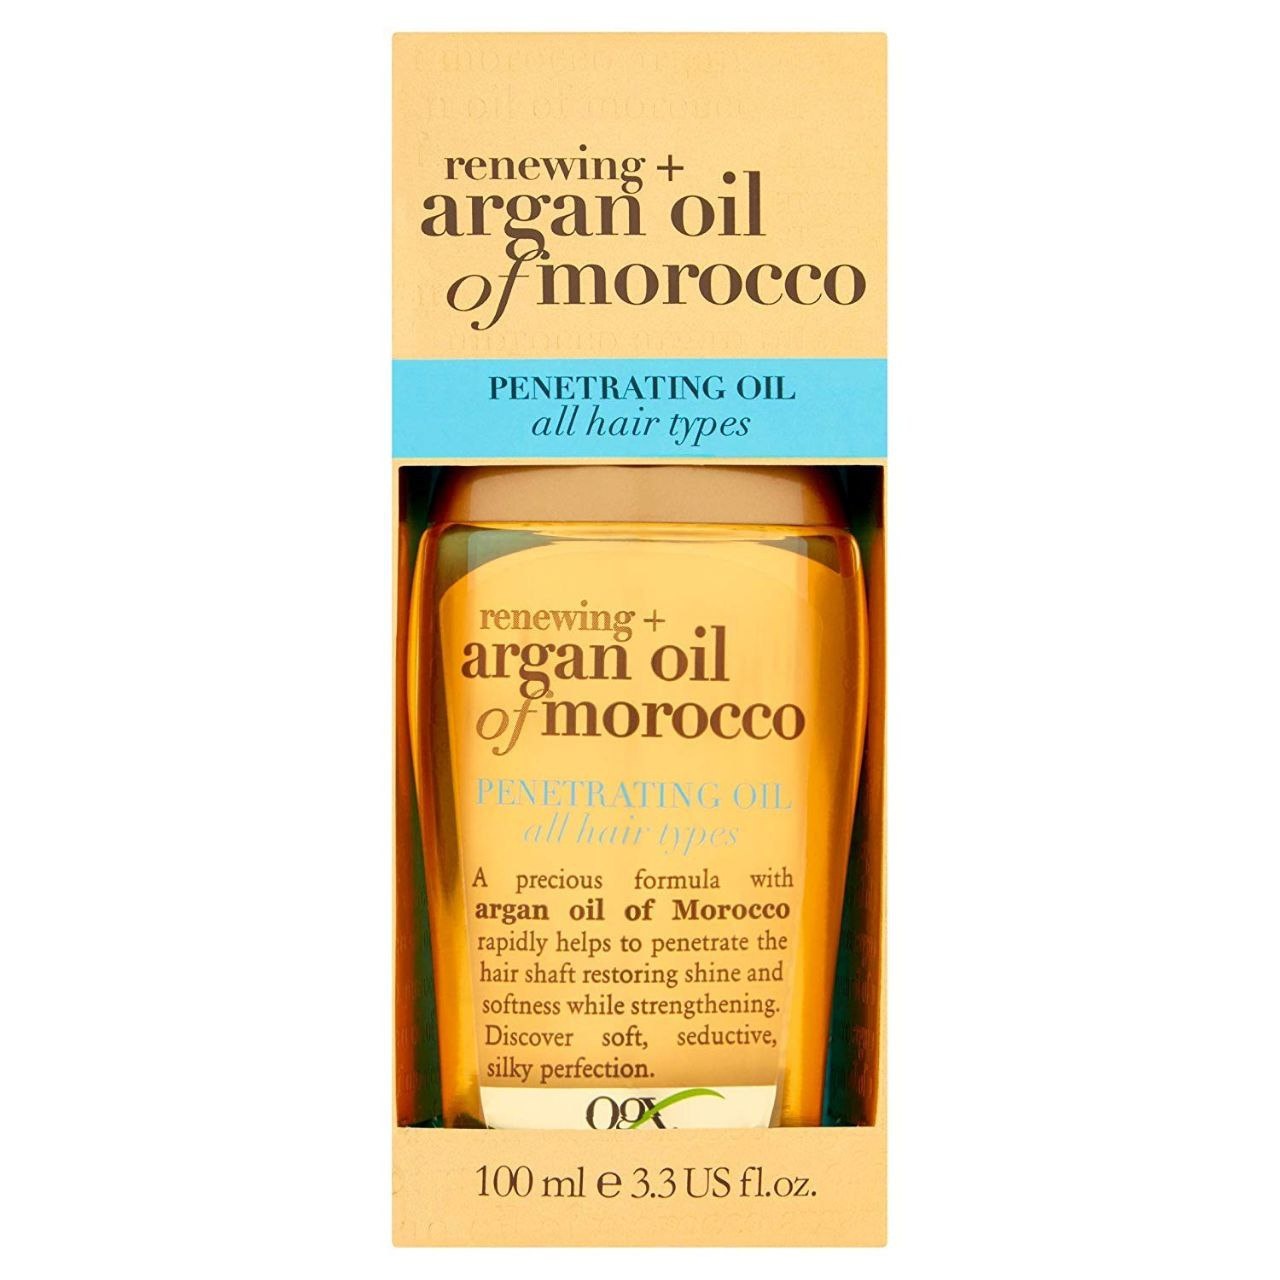 renewing +
argan oil
of morocco
PENETRATING OIL
all hair types
renewing +
argan oil
of morocco
PENETRATING OIL
all hair types
A precious formula with
argan oil of Morocco
rapidly helps to penetrate the
hair shaft restoring shine and
softness while strengthening.
Discover soft, seductive,
silky perfection.
Ogx
100 ml e 3.3 US fl.oz.